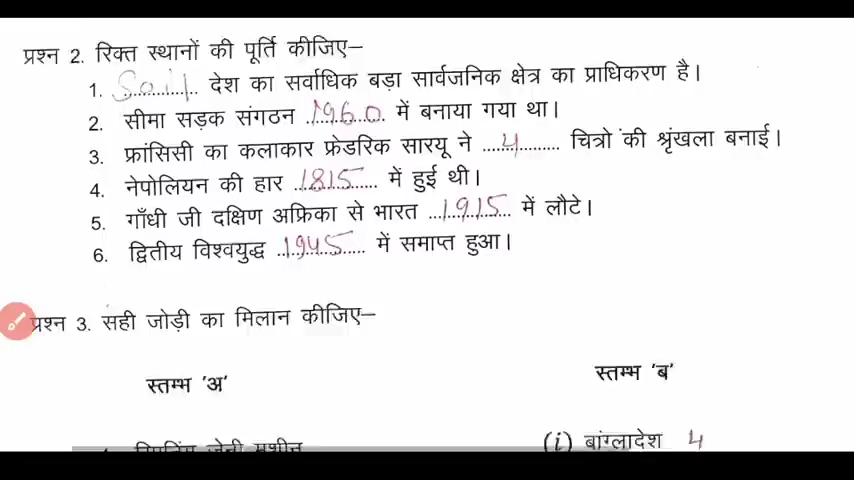 प्रश्न 2. रिक्त स्थानों की पूर्ति कीजिए–
1. Sail देश का सर्वाधिक बड़ा सार्वजनिक क्षेत्र का प्राधिकरण है।
2. सीमा सड़क संगठन 1960 में बनाया गया था।
3. फ्रांसिसी का कलाकार फ्रेडरिक सारयू ने 4 चित्रो की श्रृंखला बनाई।
4. नेपोलियन की हार 1815 में हुई थी।
5. गाँधी जी दक्षिण अफ्रिका से भारत 1915 में लौटे।
6. द्वितीय विश्वयुद्ध 1945 में समाप्त हुआ।
प्रश्न 3. सही जोड़ी का मिलान कीजिए–
स्तम्भ 'अ' स्तम्भ 'ब'
जेनी मशीन (i) बांग्लादेश 4